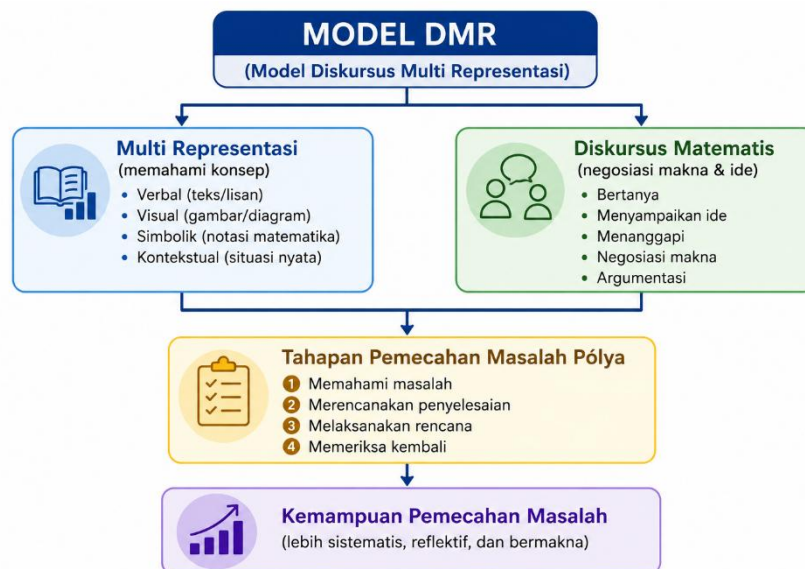 MODEL DMR
(Model Diskursus Multi Representasi)
Multi Representasi
(memahami konsep)
• Verbal (teks/lisan)
• Visual (gambar/diagram)
• Simbolik (notasi matematika)
• Kontekstual (situasi nyata)
Diskursus Matematis
(negosiasi makna & ide)
• Bertanya
• Menyampaikan ide
• Menanggapi
• Negosiasi makna
• Argumentasi
Tahapan Pemecahan Masalah Pólya
1 Memahami masalah
2 Merencanakan penyelesaian
3 Melaksanakan rencana
4 Memeriksa kembali
Kemampuan Pemecahan Masalah
(lebih sistematis, reflektif, dan bermakna)